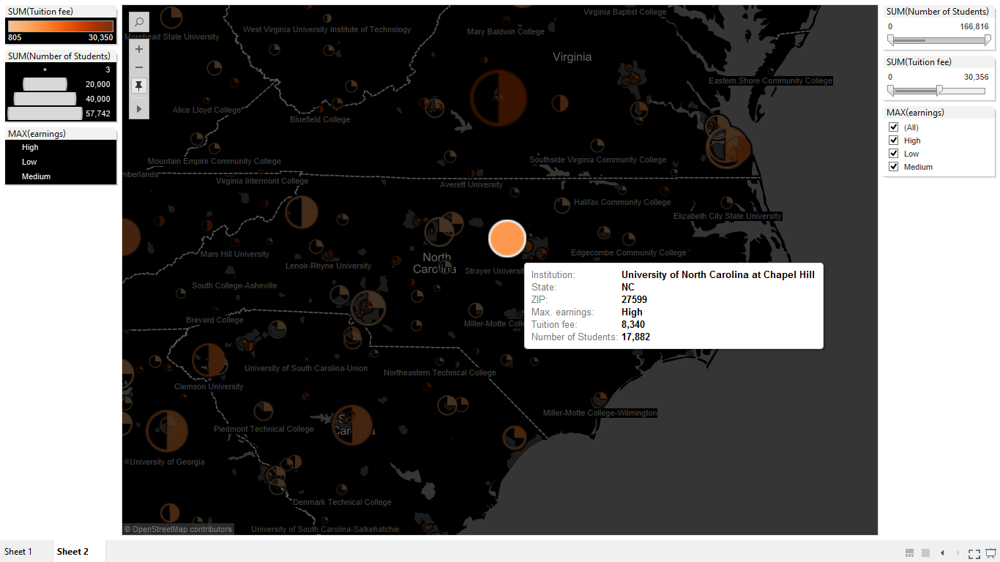 SUM(Tuition fee)
805 30,350
SUM(Number of Students)
3
20,000
40,000
57,742
MAX(earnings)
High
Low
Medium
Virginia Baptist College
West Virginia University Institute of Technology
Mary Baldwin College
Morehead State University
Virginia
Eastern Shore Community College
Alice Lloyd College
Bluefield College
Mountain Empire Community College
Southside Virginia Community College
mberlands
Virginia Intermont College
Averett University
Halifax Community College
Elizabeth City State University
Mars Hill University
North
Carolina
Edgecombe Community College
Lenoir-Rhyne University
Strayer Universit
South College-Asheville
Brevard College
Miller-Motte Colle
Institution: University of North Carolina at Chapel Hill
State: NC
ZIP: 27599
Max. earnings: High
Tuition fee: 8,340
Number of Students: 17,882
University of South Carolina-Union
Northeastern Technical College
Clemson University
Miller-Motte College-Wilmington
Piedmont Technical College
University of Georgia
Denmark Technical College
© OpenStreetMap contributors
University of South Carolina-Salkehatchie
SUM(Number of Students)
0 166,816
SUM(Tuition fee)
0 30,356
MAX(earnings)
(All)
High
Low
Medium
Sheet 1 Sheet 2